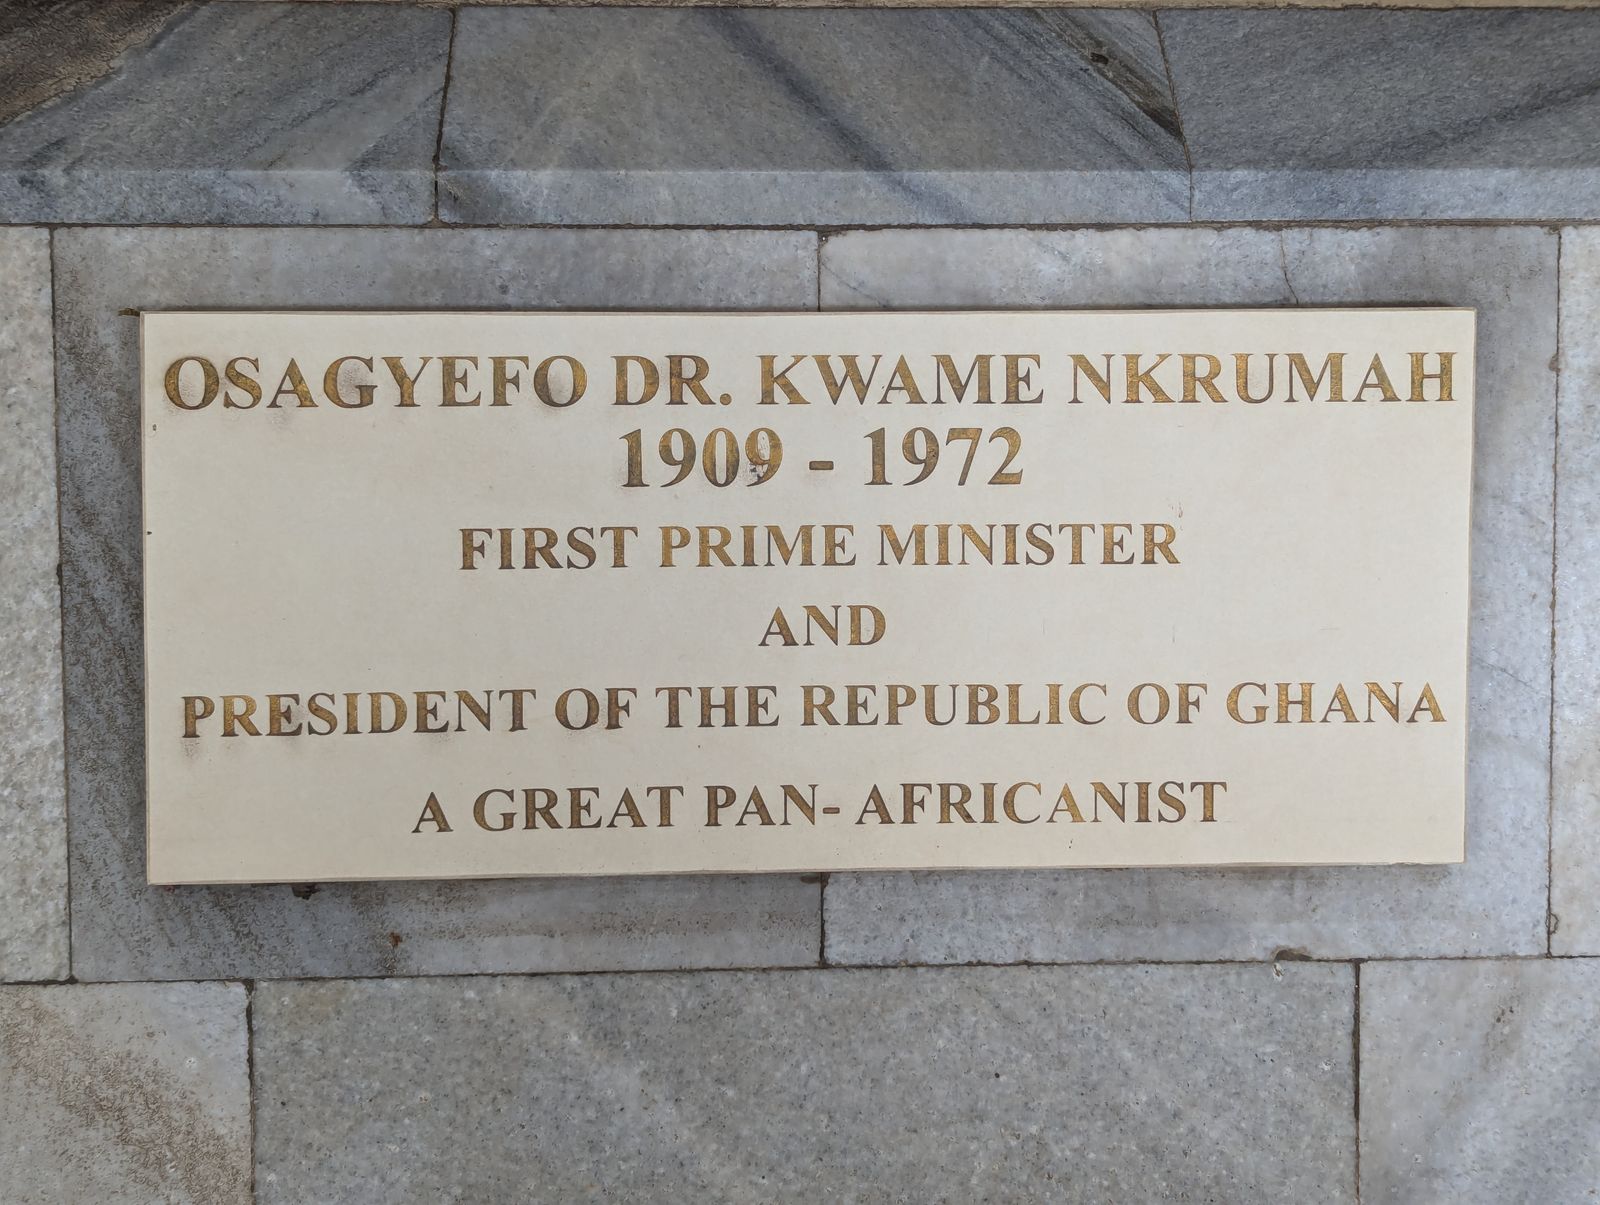 OSAGYEFO DR. KWAME NKRUMAH
1909 - 1972
FIRST PRIME MINISTER
AND
PRESIDENT OF THE REPUBLIC OF GHANA
A GREAT PAN- AFRICANIST